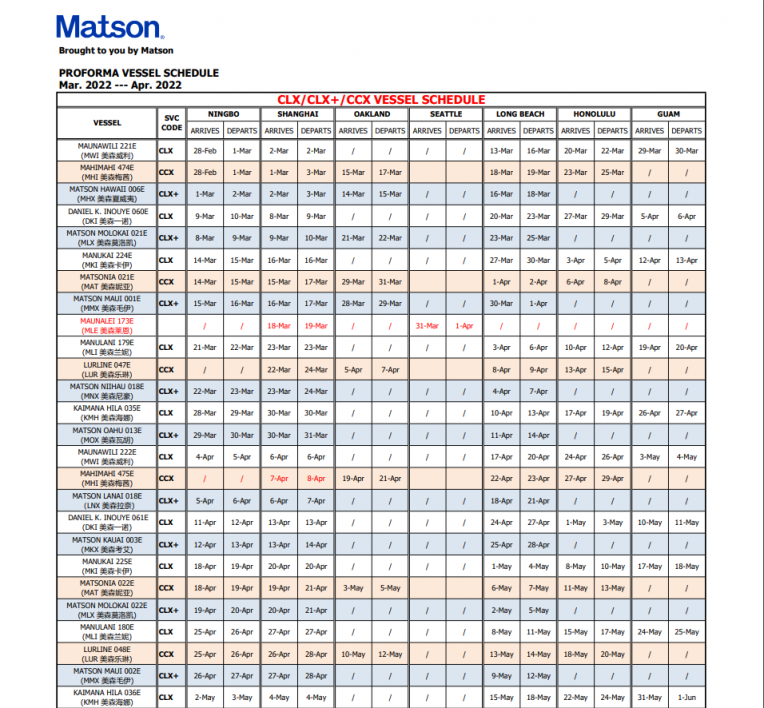 Matson
Brought to you by Matson
PROFORMA VESSEL SCHEDULE
Mar. 2022 --- Apr. 2022
CLX/CLX+/CCX VESSEL SCHEDULE
VESSEL SVC CODE NINGBO SHANGHAI OAKLAND SEATTLE LONG BEACH HONOLULU GUAM
ARRIVES DEPARTS ARRIVES DEPARTS ARRIVES DEPARTS ARRIVES DEPARTS ARRIVES DEPARTS ARRIVES DEPARTS ARRIVES DEPARTS
MAUNAWILI 221E
(MWI 美森威利) CLX 28-Feb 1-Mar 2-Mar 2-Mar / / / / 13-Mar 16-Mar 20-Mar 22-Mar 29-Mar 30-Mar
MAHIMAHI 474E
(MHI 美森梅茜) CCX 28-Feb 1-Mar 1-Mar 3-Mar 15-Mar 17-Mar 18-Mar 19-Mar 23-Mar 25-Mar / /
MATSON HAWAII 006E
(MHX 美森夏威夷) CLX+ 1-Mar 2-Mar 2-Mar 3-Mar 14-Mar 15-Mar / / 16-Mar 18-Mar / / / /
DANIEL K. INOUYE 060E
(DKI 美森一诺) CLX 9-Mar 10-Mar 8-Mar 9-Mar / / / / 20-Mar 23-Mar 27-Mar 29-Mar 5-Apr 6-Apr
MATSON MOLOKAI 021E
(MLX 美森莫洛凯) CLX+ 8-Mar 9-Mar 9-Mar 10-Mar 21-Mar 22-Mar / / 23-Mar 25-Mar / / / /
MANUKAI 224E
(MKI 美森卡伊) CLX 14-Mar 15-Mar 16-Mar 16-Mar / / / / 27-Mar 30-Mar 3-Apr 5-Apr 12-Apr 13-Apr
MATSONIA 021E
(MAT 美森妮亚) CCX 14-Mar 15-Mar 15-Mar 17-Mar 29-Mar 31-Mar 1-Apr 2-Apr 6-Apr 8-Apr / /
MATSON MAUI 001E
(MMX 美森毛伊) CLX+ 15-Mar 16-Mar 16-Mar 17-Mar 28-Mar 29-Mar / / 30-Mar 1-Apr / / / /
MAUNALEI 173E
(MLE 美森莱恩) / / 18-Mar 19-Mar / / 31-Mar 1-Apr / / / / / /
MANULANI 179E
(MLI 美森兰妮) CLX 21-Mar 22-Mar 23-Mar 23-Mar / / / / 3-Apr 6-Apr 10-Apr 12-Apr 19-Apr 20-Apr
LURLINE 047E
(LUR 美森乐琳) CCX / / 22-Mar 24-Mar 5-Apr 7-Apr 8-Apr 9-Apr 13-Apr 15-Apr / /
MATSON NIIHAU 018E
(MNX 美森尼豪) CLX+ 22-Mar 23-Mar 23-Mar 24-Mar / / / / 4-Apr 7-Apr / / / /
KAIMANA HILA 035E
(KMH 美森海娜) CLX 28-Mar 29-Mar 30-Mar 30-Mar / / / / 10-Apr 13-Apr 17-Apr 19-Apr 26-Apr 27-Apr
MATSON OAHU 013E
(MOX 美森瓦胡) CLX+ 29-Mar 30-Mar 30-Mar 31-Mar / / / / 11-Apr 14-Apr / / / /
MAUNAWILI 222E
(MWI 美森威利) CLX 4-Apr 5-Apr 6-Apr 6-Apr / / / / 17-Apr 20-Apr 24-Apr 26-Apr 3-May 4-May
MAHIMAHI 475E
(MHI 美森梅茜) CCX / / 7-Apr 8-Apr 19-Apr 21-Apr 22-Apr 23-Apr 27-Apr 29-Apr / /
MATSON LANAI 018E
(LNX 美森拉奈) CLX+ 5-Apr 6-Apr 6-Apr 7-Apr / / / / 18-Apr 21-Apr / / / /
DANIEL K. INOUYE 061E
(DKI 美森一诺) CLX 11-Apr 12-Apr 13-Apr 13-Apr / / / / 24-Apr 27-Apr 1-May 3-May 10-May 11-May
MATSON KAUAI 003E
(MKX 美森考艾) CLX+ 12-Apr 13-Apr 13-Apr 14-Apr / / / / 25-Apr 28-Apr / / / /
MANUKAI 225E
(MKI 美森卡伊) CLX 18-Apr 19-Apr 20-Apr 20-Apr / / / / 1-May 4-May 8-May 10-May 17-May 18-May
MATSONIA 022E
(MAT 美森妮亚) CCX 18-Apr 19-Apr 19-Apr 21-Apr 3-May 5-May / / 6-May 7-May 11-May 13-May / /
MATSON MOLOKAI 022E
(MLX 美森莫洛凯) CLX+ 19-Apr 20-Apr 20-Apr 21-Apr / / / / 2-May 5-May / / / /
MANULANI 180E
(MLI 美森兰妮) CLX 25-Apr 26-Apr 27-Apr 27-Apr / / / / 8-May 11-May 15-May 17-May 24-May 25-May
LURLINE 048E
(LUR 美森乐琳) CCX 25-Apr 26-Apr 26-Apr 28-Apr 10-May 12-May / / 13-May 14-May 18-May 20-May / /
MATSON MAUI 002E
(MMX 美森毛伊) CLX+ 26-Apr 27-Apr 27-Apr 28-Apr / / / / 9-May 12-May / / / /
KAIMANA HILA 036E
(KMH 美森海娜) CLX 2-May 3-May 4-May 4-May / / / / 15-May 18-May 22-May 24-May 31-May 1-Jun